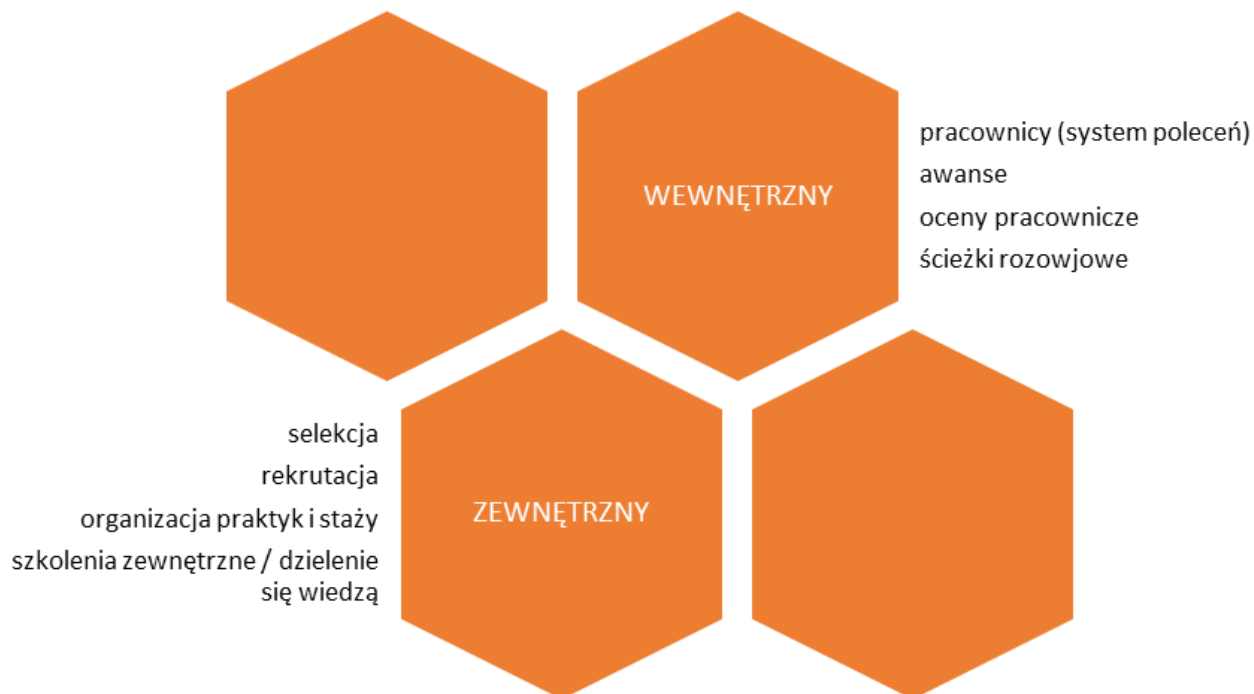 WEWNĘTRZNY
pracownicy (system poleceń)
awanse
oceny pracownicze
ścieżki rozowjowe
selekcja
rekrutacja
organizacja praktyk i staży
szkolenia zewnętrzne / dzielenie
się wiedzą
ZEWNĘTRZNY